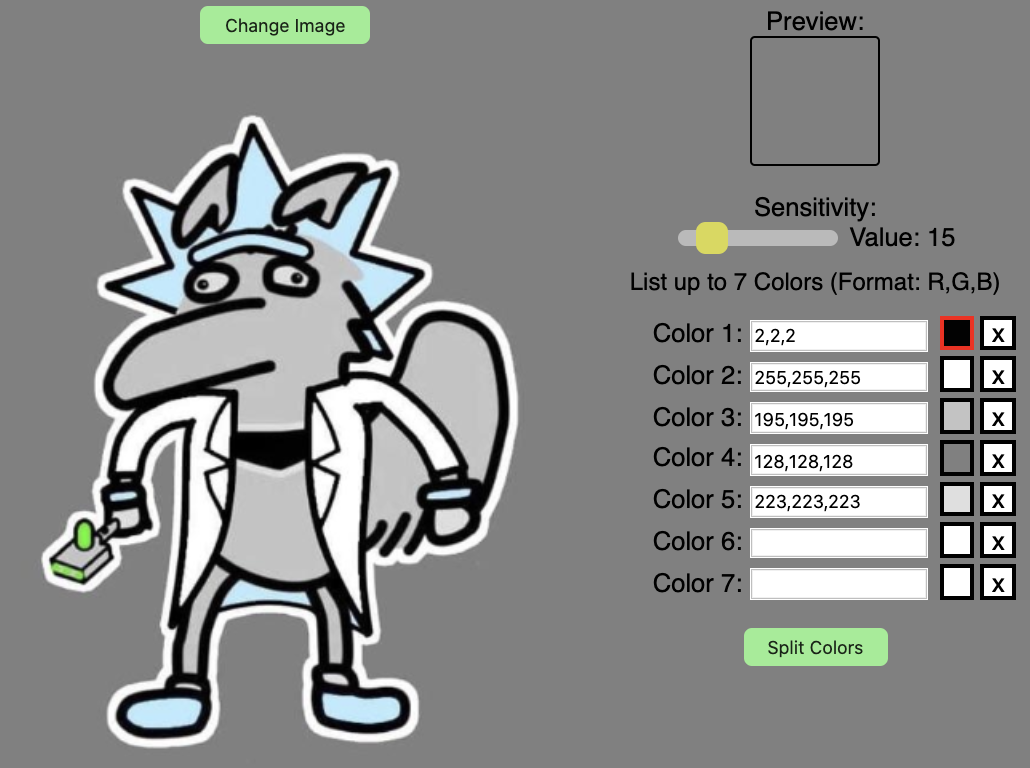 Change Image
Preview:
Sensitivity:
Value: 15
List up to 7 Colors (Format: R,G,B)
Color 1: 2,2,2 X
Color 2: 255,255,255 X
Color 3: 195,195,195 X
Color 4: 128,128,128 X
Color 5: 223,223,223 X
Color 6: X
Color 7: X
Split Colors